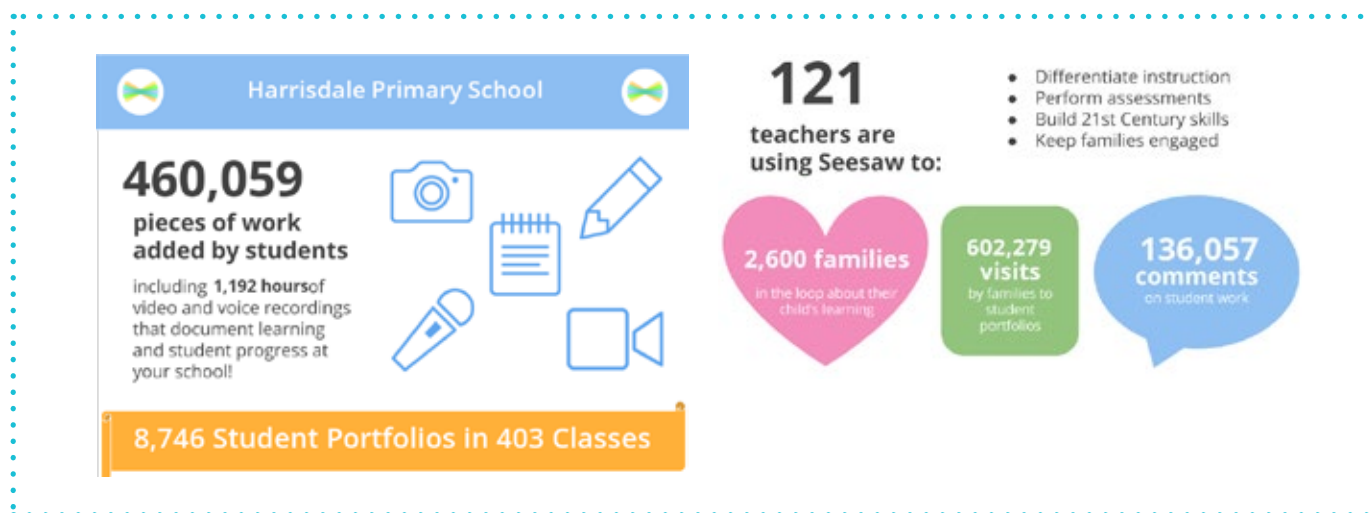 Harrisdale Primary School
460,059
pieces of work
added by students
including 1,192 hoursof
video and voice recordings
that document learning
and student progress at
your school!
8,746 Student Portfolios in 403 Classes
121
teachers are
using Seesaw to:
● Differentiate instruction
● Perform assessments
● Build 21st Century skills
● Keep families engaged
2,600 families
in the loop about their
child's learning
602,279
visits
by families to
student
portfolios
136,057
comments
on student work